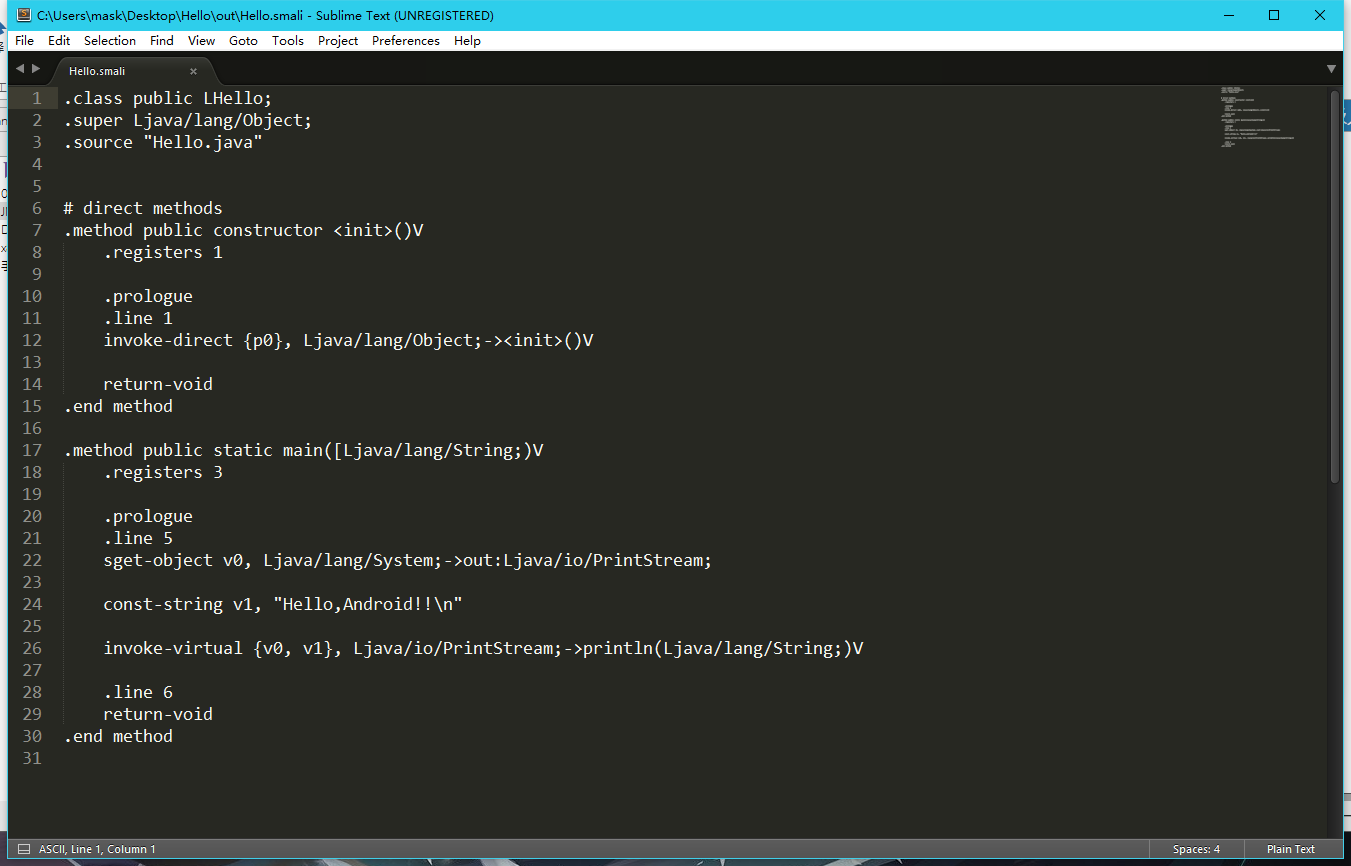 C:\Users\mask\Desktop\Hello\out\Hello.smali - Sublime Text (UNREGISTERED)
File Edit Selection Find View Goto Tools Project Preferences Help
Hello.smali
1 .class public LHello;
2 .super Ljava/lang/Object;
3 .source "Hello.java"
4
5
6 # direct methods
7 .method public constructor <init>()V
8     .registers 1
9
10     .prologue
11     .line 1
12     invoke-direct {p0}, Ljava/lang/Object;-><init>()V
13
14     return-void
15 .end method
16
17 .method public static main([Ljava/lang/String;)V
18     .registers 3
19
20     .prologue
21     .line 5
22     sget-object v0, Ljava/lang/System;->out:Ljava/io/PrintStream;
23
24     const-string v1, "Hello,Android!!\n"
25
26     invoke-virtual {v0, v1}, Ljava/io/PrintStream;->println(Ljava/lang/String;)V
27
28     .line 6
29     return-void
30 .end method
31
ASCII, Line 1, Column 1 Spaces: 4 Plain Text